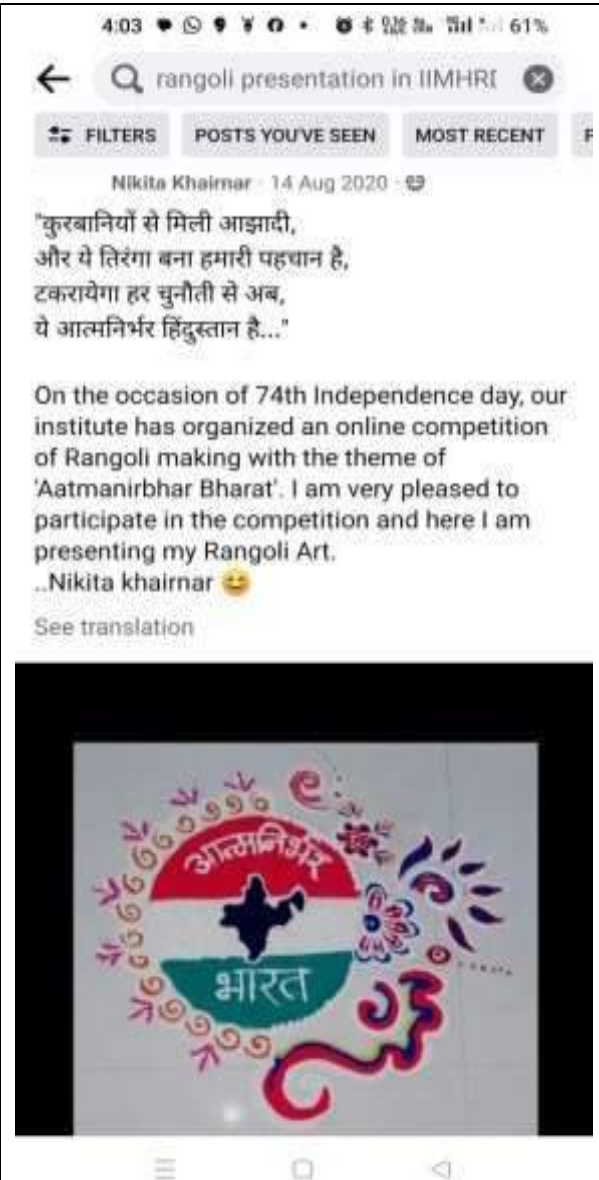 4:03
61%
rangoli presentation in IIMHRI
FILTERS
POSTS YOU'VE SEEN
MOST RECENT
Nikita Khairnar · 14 Aug 2020 ·
"कुरबानियों से मिली आझादी,
और ये तिरंगा बना हमारी पहचान है,
टकरायेगा हर चुनौती से अब,
ये आत्मनिर्भर हिंदुस्तान है..."
On the occasion of 74th Independence day, our
institute has organized an online competition
of Rangoli making with the theme of
'Aatmanirbhar Bharat'. I am very pleased to
participate in the competition and here I am
presenting my Rangoli Art.
..Nikita khairnar 😊
See translation
आत्मनिर्भर
भारत